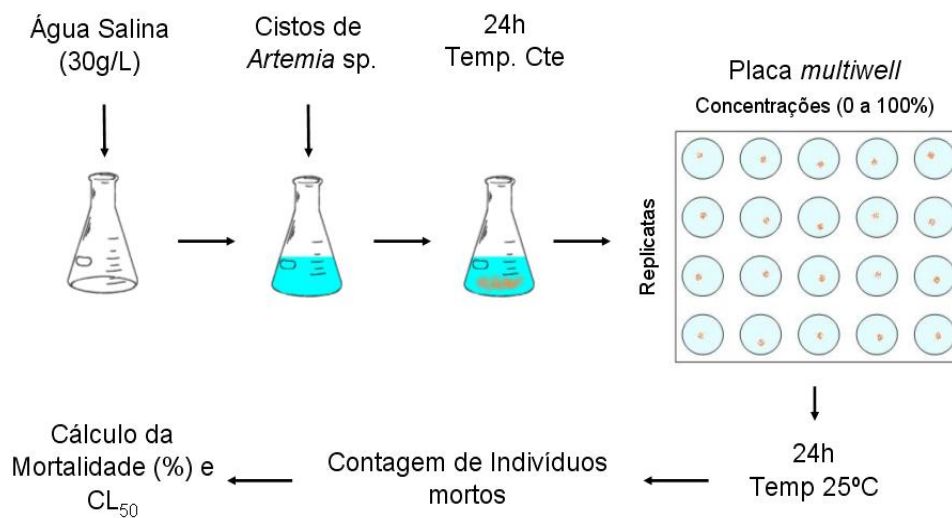 Água Salina
(30g/L)
Cistos de
Artemia sp.
24h
Temp. Cte
Placa multiwell
Concentrações (0 a 100%)
Replicatas
24h
Temp 25ºC
Contagem de Indivíduos
mortos
Cálculo da
Mortalidade (%) e
CL50